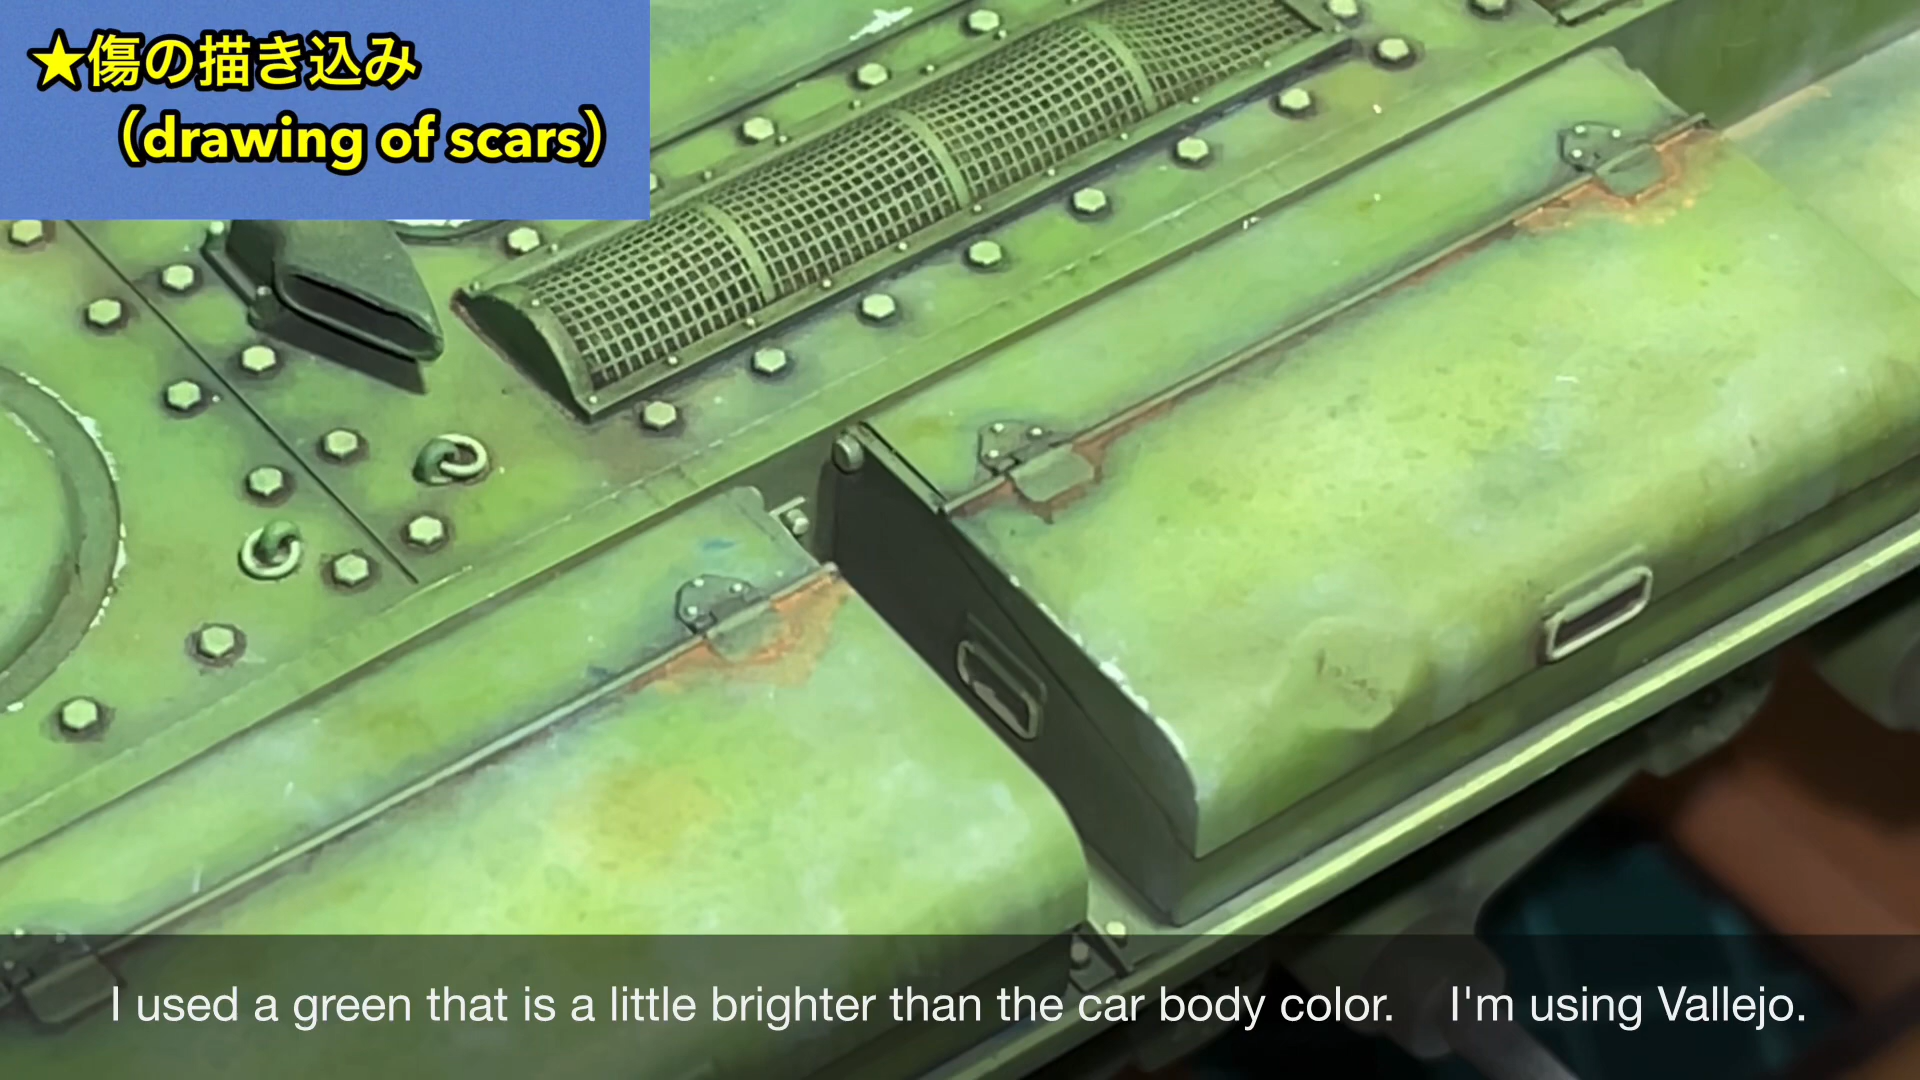 ★傷の描き込み
（drawing of scars）
I used a green that is a little brighter than the car body color. I'm using Vallejo.